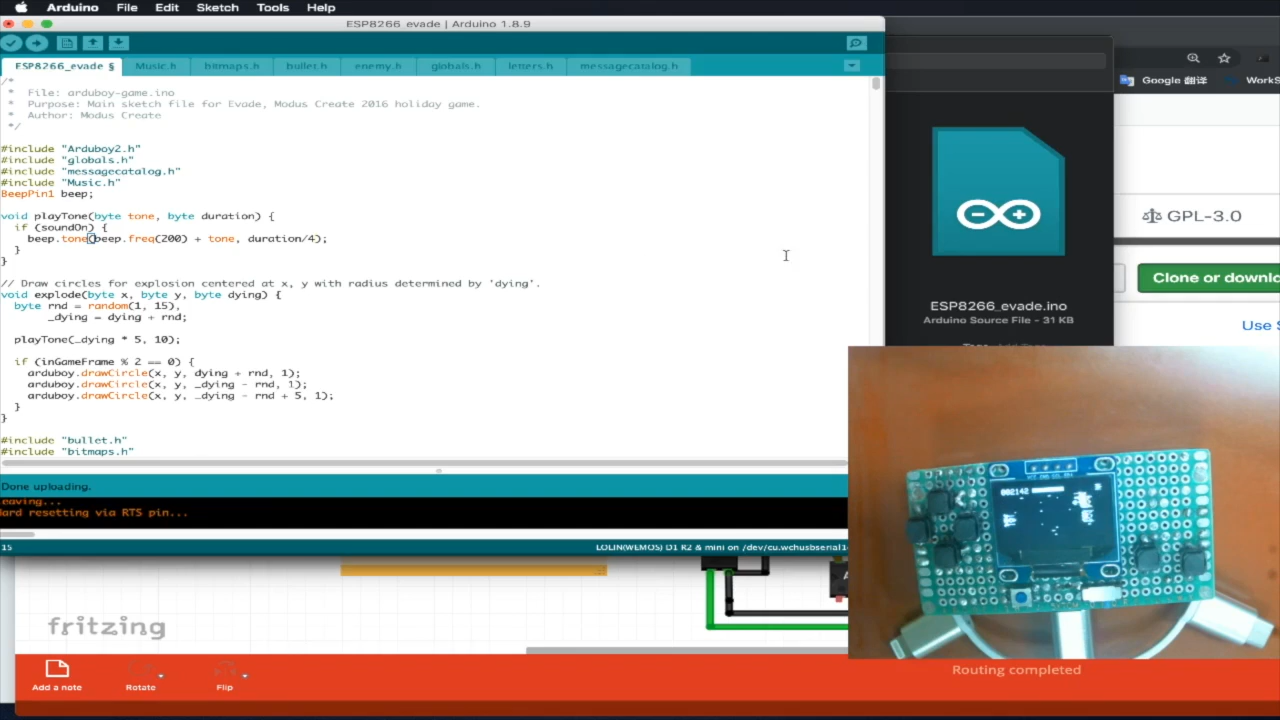 Arduino File Edit Sketch Tools Help
ESP8266_evade | Arduino 1.8.9
ESP8266_evade § Music.h bitmaps.h bullet.h enemy.h globals.h letters.h messagecatalog.h
/*
* File: arduboy-game.ino
* Purpose: Main sketch file for Evade, Modus Create 2016 holiday game.
* Author: Modus Create
*/
#include "Arduboy2.h"
#include "globals.h"
#include "messagecatalog.h"
#include "Music.h"
BeepPin1 beep;
void playTone(byte tone, byte duration) {
if (soundOn) {
beep.tone(beep.freq(200) + tone, duration/4);
}
}
// Draw circles for explosion centered at x, y with radius determined by 'dying'.
void explode(byte x, byte y, byte dying) {
byte rnd = random(1, 15),
_dying = dying + rnd;
playTone(_dying * 5, 10);
if (inGameFrame % 2 == 0) {
arduboy.drawCircle(x, y, dying + rnd, 1);
arduboy.drawCircle(x, y, _dying - rnd, 1);
arduboy.drawCircle(x, y, _dying - rnd + 5, 1);
}
}
#include "bullet.h"
#include "bitmaps.h"
Done uploading.
eaving...
ard resetting via RTS pin...
15 LOLIN(WEMOS) D1 R2 & mini on /dev/cu.wchusbserial1
Google 翻译 WorkS
GPL-3.0
Clone or downlo
Use S
ESP8266_evade.ino
Arduino Source File - 31 KB
002142
fritzing
Add a note Rotate Flip
Routing completed